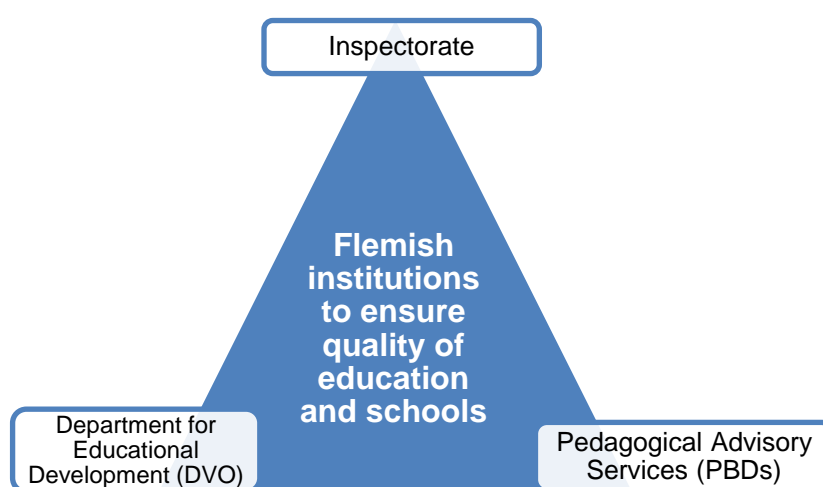 Inspectorate
Flemish
institutions
to ensure
quality of
education
and schools
Department for
Educational
Development (DVO)
Pedagogical Advisory
Services (PBDs)